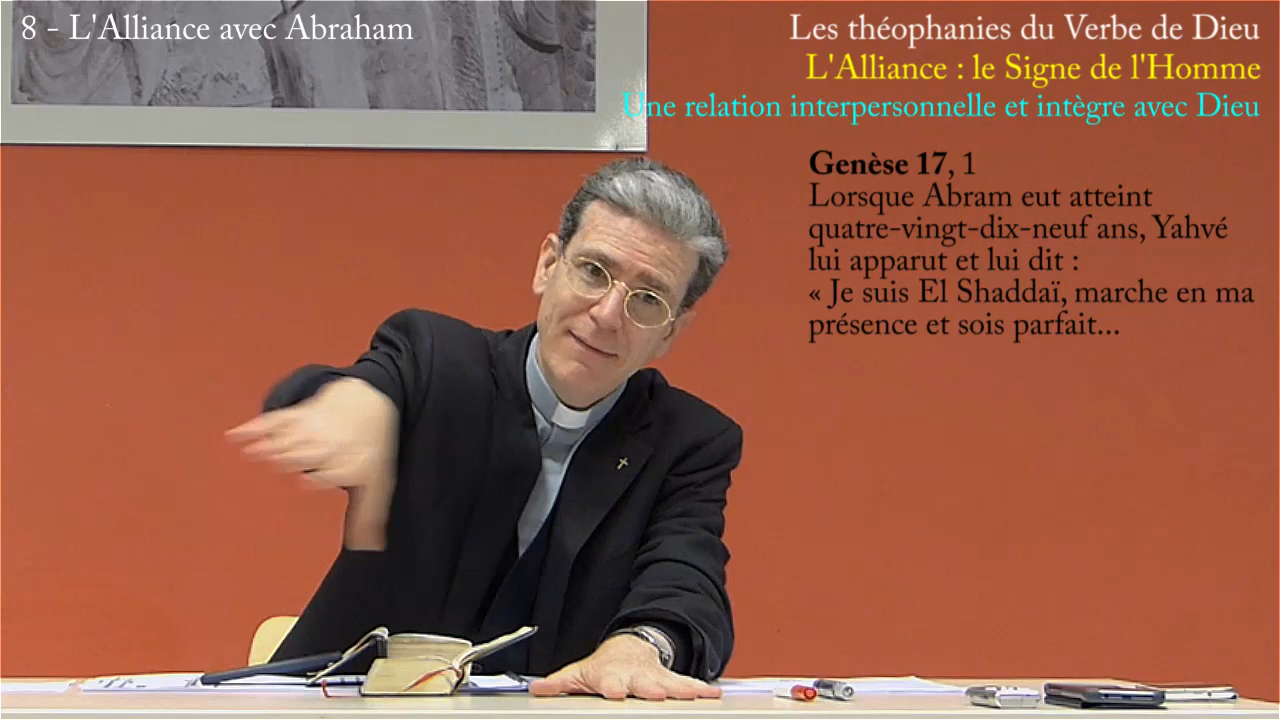 8 - L'Alliance avec Abraham
Les théophanies du Verbe de Dieu
L'Alliance : le Signe de l'Homme
Une relation interpersonnelle et intègre avec Dieu
Genèse 17, 1
Lorsque Abram eut atteint
quatre-vingt-dix-neuf ans, Yahvé
lui apparut et lui dit :
« Je suis El Shaddaï, marche en ma
présence et sois parfait...